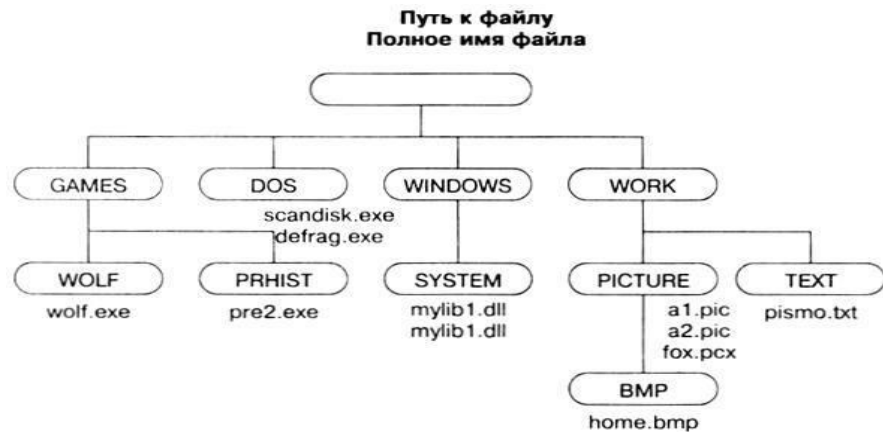 Путь к файлу
Полное имя файла
GAMES DOS WINDOWS WORK
scandisk.exe
defrag.exe
WOLF PRHIST SYSTEM PICTURE TEXT
wolf.exe pre2.exe mylib1.dll a1.pic pismo.txt
mylib1.dll a2.pic
fox.pcx
BMP
home.bmp